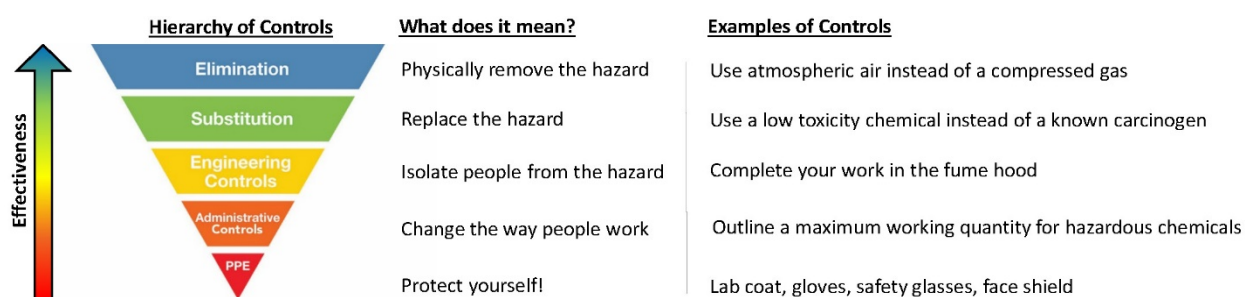 Hierarchy of Controls What does it mean? Examples of Controls
Elimination Physically remove the hazard Use atmospheric air instead of a compressed gas
Substitution Replace the hazard Use a low toxicity chemical instead of a known carcinogen
Engineering
Controls Isolate people from the hazard Complete your work in the fume hood
Administrative
Controls Change the way people work Outline a maximum working quantity for hazardous chemicals
PPE Protect yourself! Lab coat, gloves, safety glasses, face shield
Effectiveness